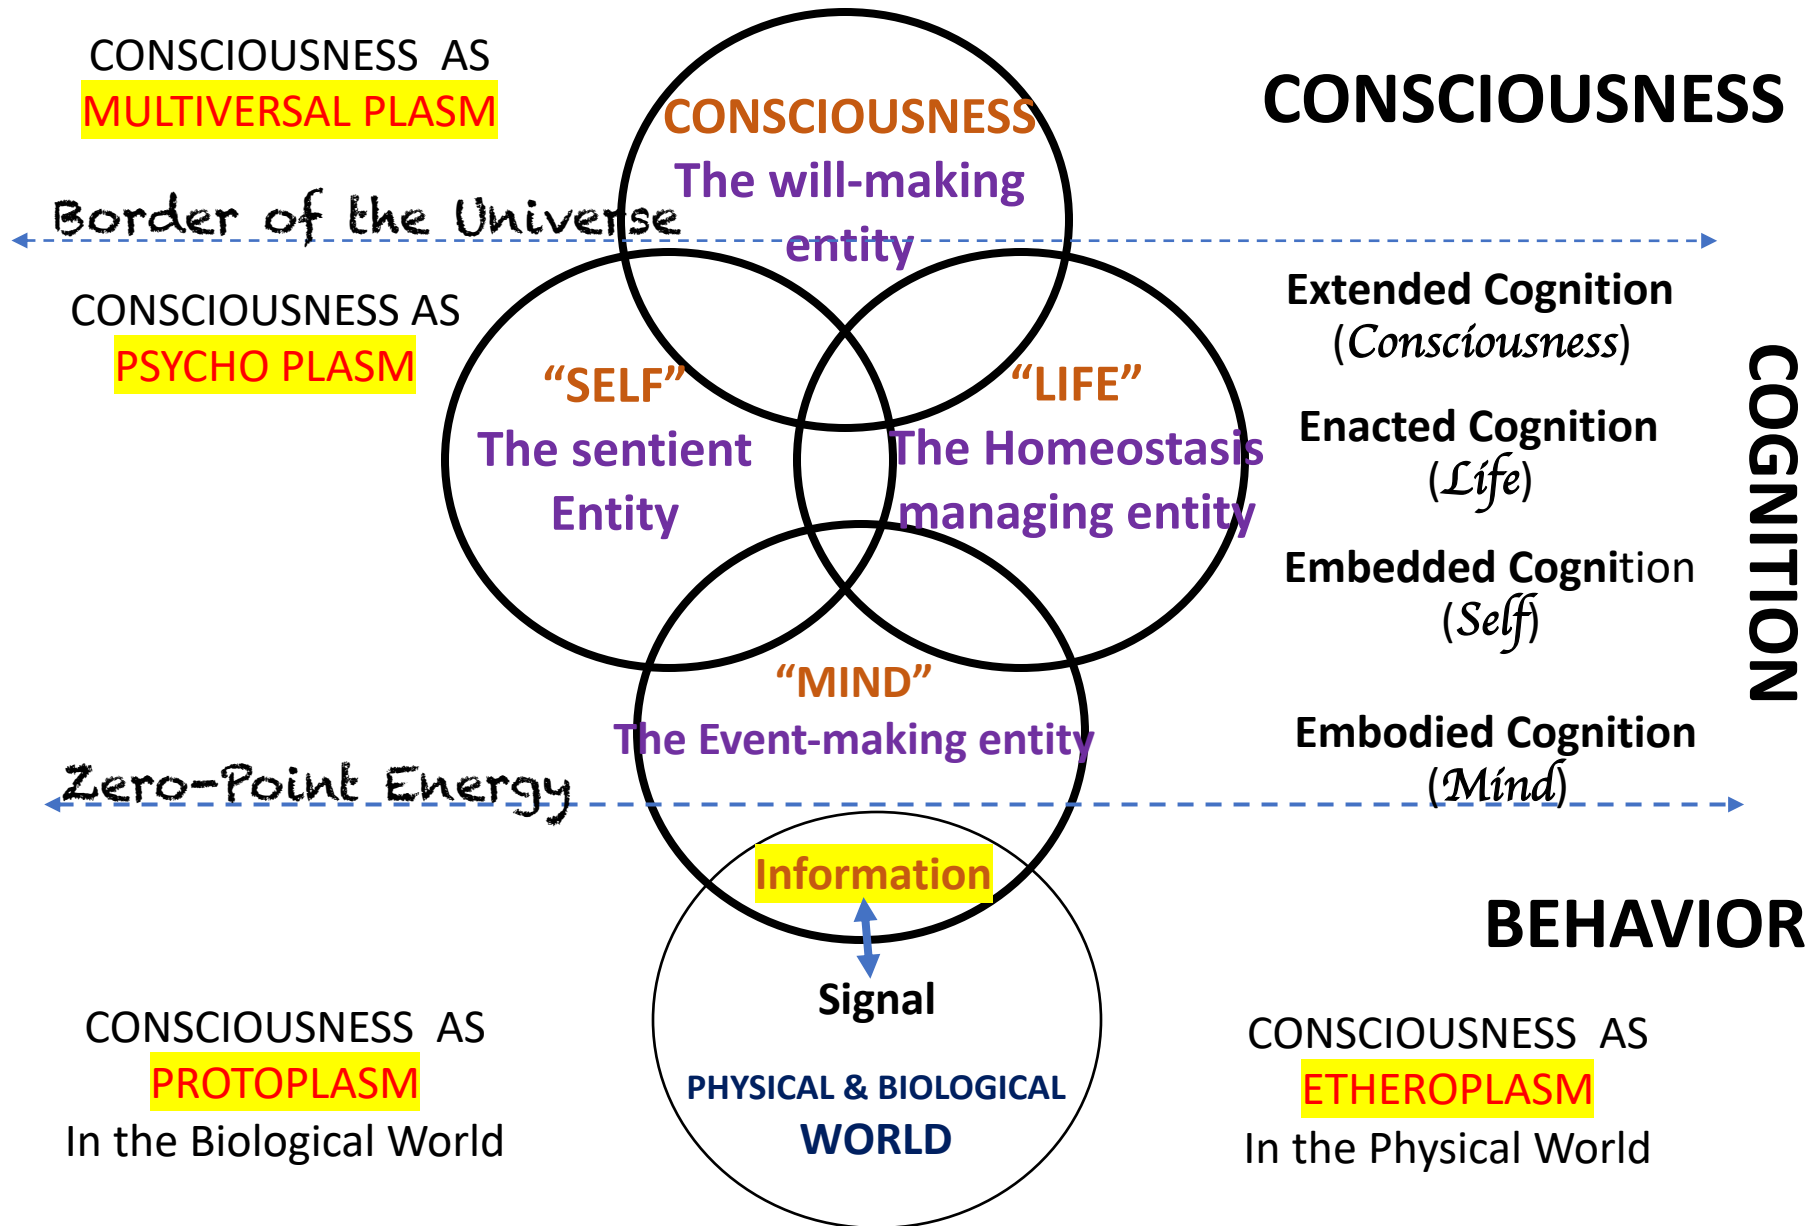 CONSCIOUSNESS AS
MULTIVERSAL PLASM
CONSCIOUSNESS
The will-making
entity
CONSCIOUSNESS
Border of the Universe
CONSCIOUSNESS AS
PSYCHO PLASM
“SELF”
The sentient
Entity
“LIFE”
The Homeostasis
managing entity
Extended Cognition
(Consciousness)
Enacted Cognition
(Life)
Embedded Cognition
(Self)
Embodied Cognition
(Mind)
COGNITION
“MIND”
The Event-making entity
Zero-Point Energy
Information
Signal
PHYSICAL & BIOLOGICAL
WORLD
BEHAVIOR
CONSCIOUSNESS AS
PROTOPLASM
In the Biological World
CONSCIOUSNESS AS
ETHEROPLASM
In the Physical World